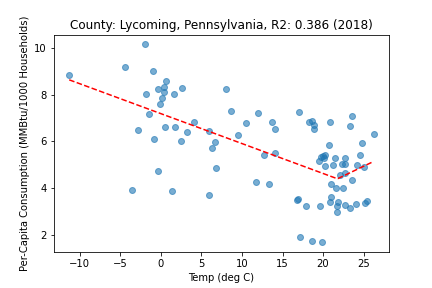 County: Lycoming, Pennsylvania, R2: 0.386 (2018)
Per-Capita Consumption (MMBtu/1000 Households)
10
8
6
4
2
−10 −5 0 5 10 15 20 25
Temp (deg C)